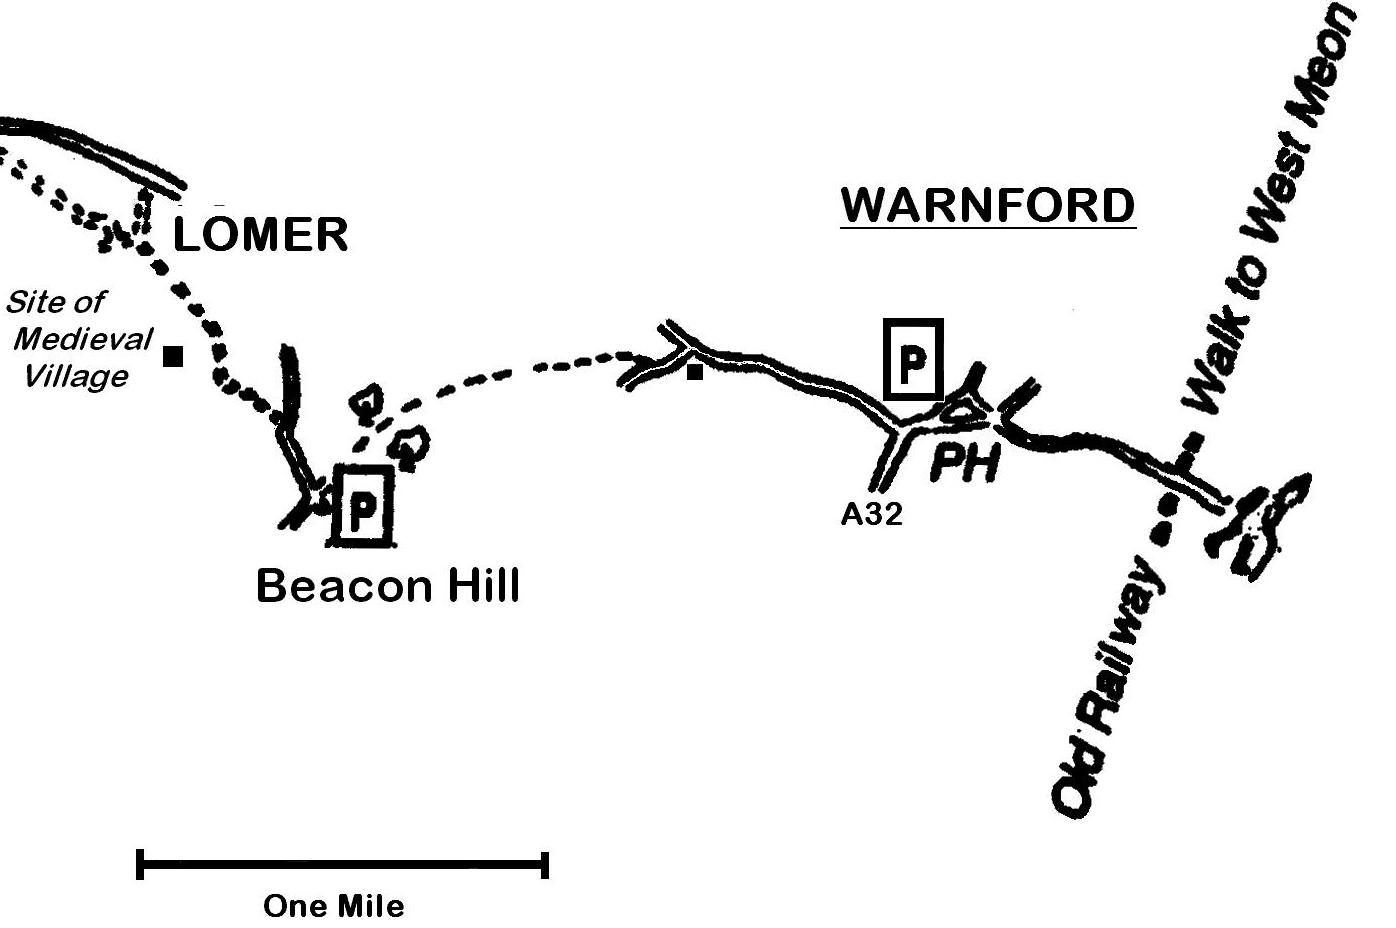 Walk to West Meon
WARNFORD
LOMER
Site of
Medieval
Village
P
PH
P
A32
Beacon Hill
Old Railway
One Mile